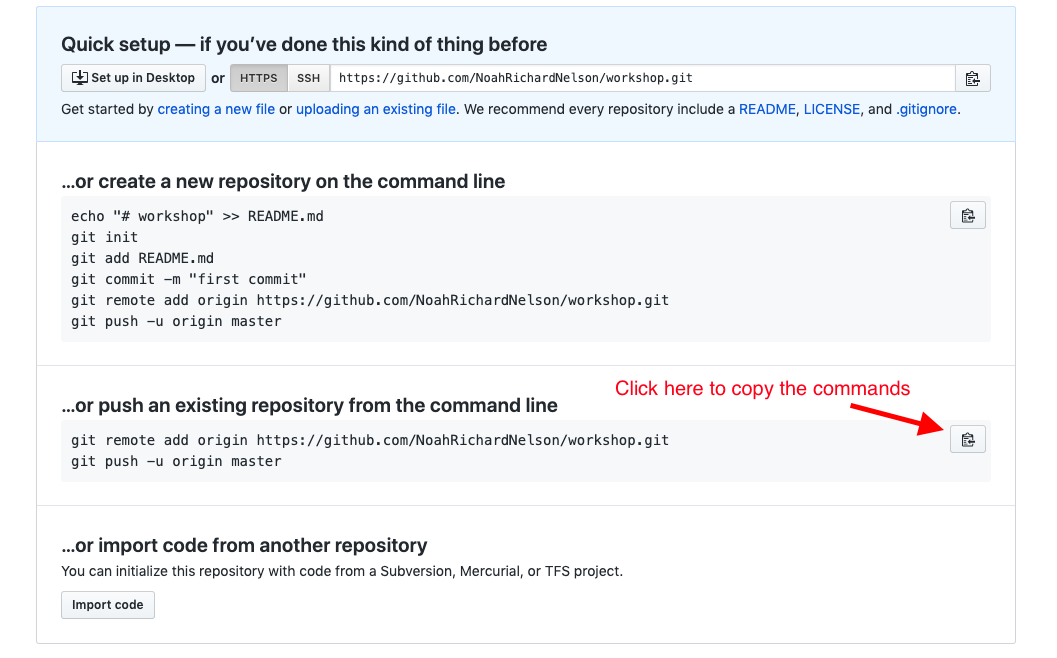 Quick setup — if you’ve done this kind of thing before
Set up in Desktop or HTTPS SSH https://github.com/NoahRichardNelson/workshop.git
Get started by creating a new file or uploading an existing file. We recommend every repository include a README, LICENSE, and .gitignore.
…or create a new repository on the command line
echo "# workshop" >> README.md
git init
git add README.md
git commit -m "first commit"
git remote add origin https://github.com/NoahRichardNelson/workshop.git
git push -u origin master
Click here to copy the commands
…or push an existing repository from the command line
git remote add origin https://github.com/NoahRichardNelson/workshop.git
git push -u origin master
…or import code from another repository
You can initialize this repository with code from a Subversion, Mercurial, or TFS project.
Import code